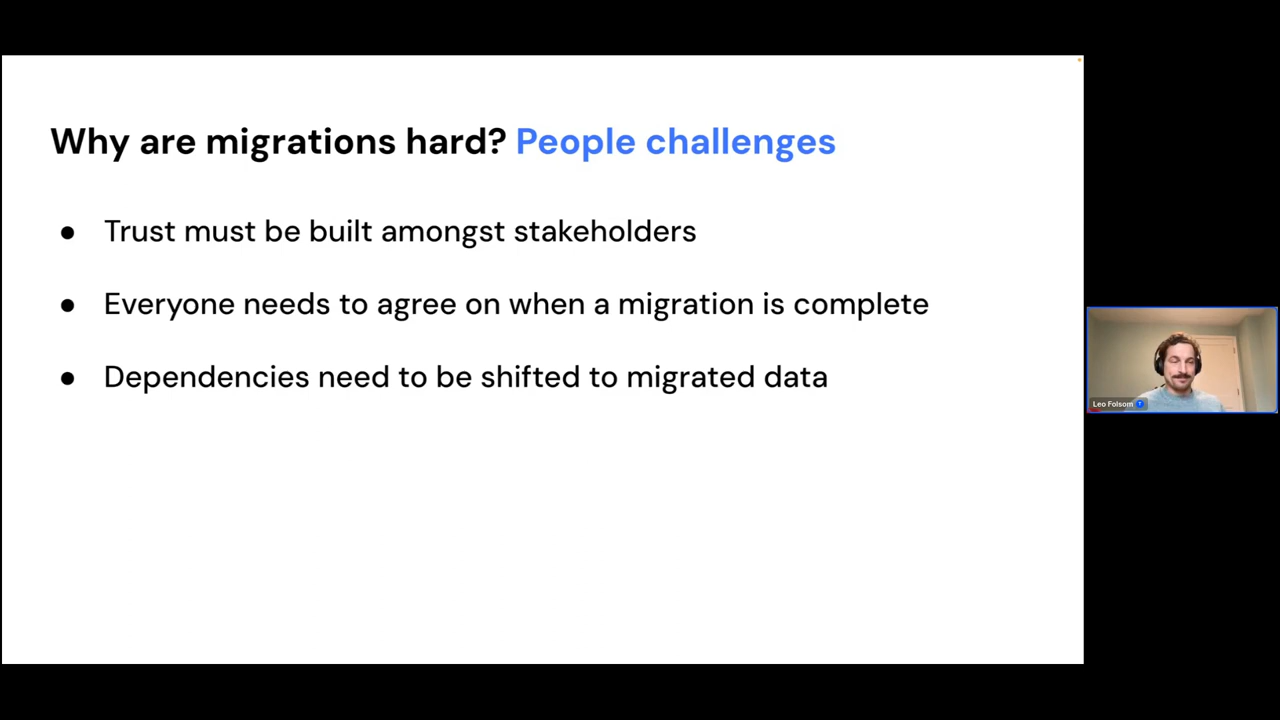 Why are migrations hard? People challenges
● Trust must be built amongst stakeholders
● Everyone needs to agree on when a migration is complete
● Dependencies need to be shifted to migrated data
Leo Folsom